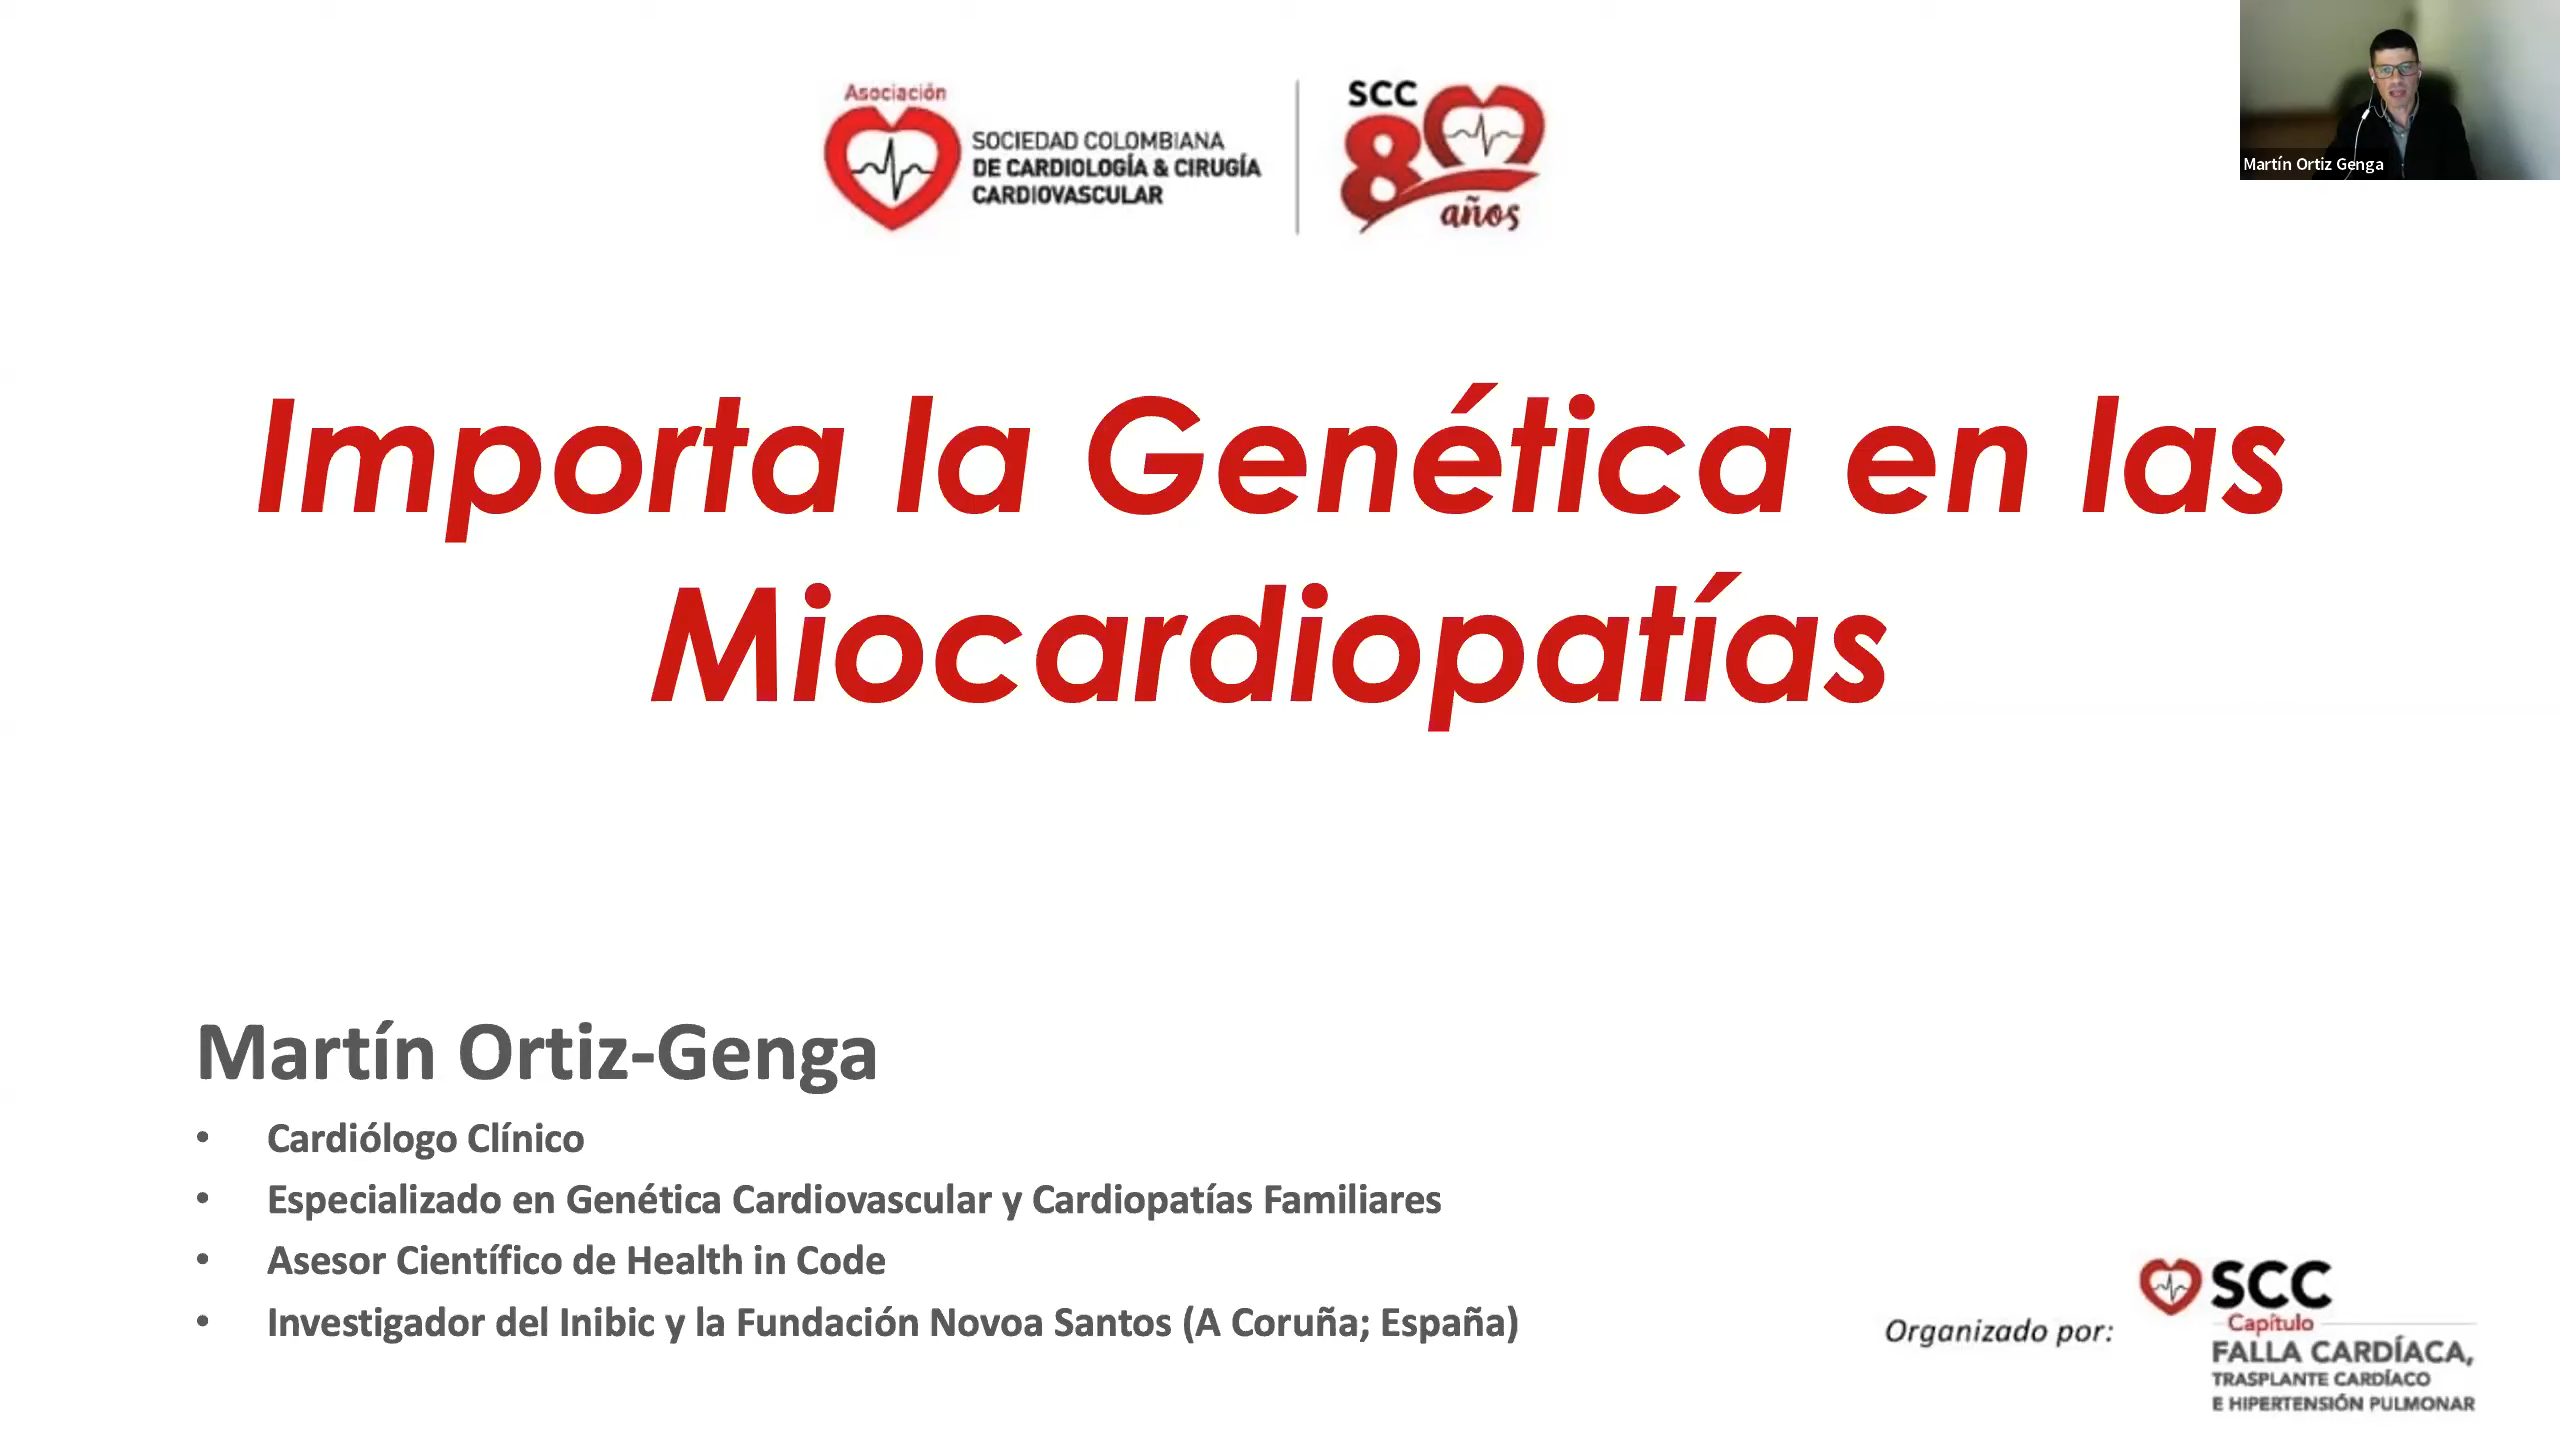 Asociación
SOCIEDAD COLOMBIANA
DE CARDIOLOGÍA & CIRUGÍA
CARDIOVASCULAR
SCC
80
años
Martín Ortiz Genga
Importa la Genética en las
Miocardiopatías
Martín Ortiz-Genga
• Cardiólogo Clínico
• Especializado en Genética Cardiovascular y Cardiopatías Familiares
• Asesor Científico de Health in Code
• Investigador del Inibic y la Fundación Novoa Santos (A Coruña; España)
Organizado por:
SCC
Capítulo
FALLA CARDÍACA,
TRASPLANTE CARDÍACO
E HIPERTENSIÓN PULMONAR